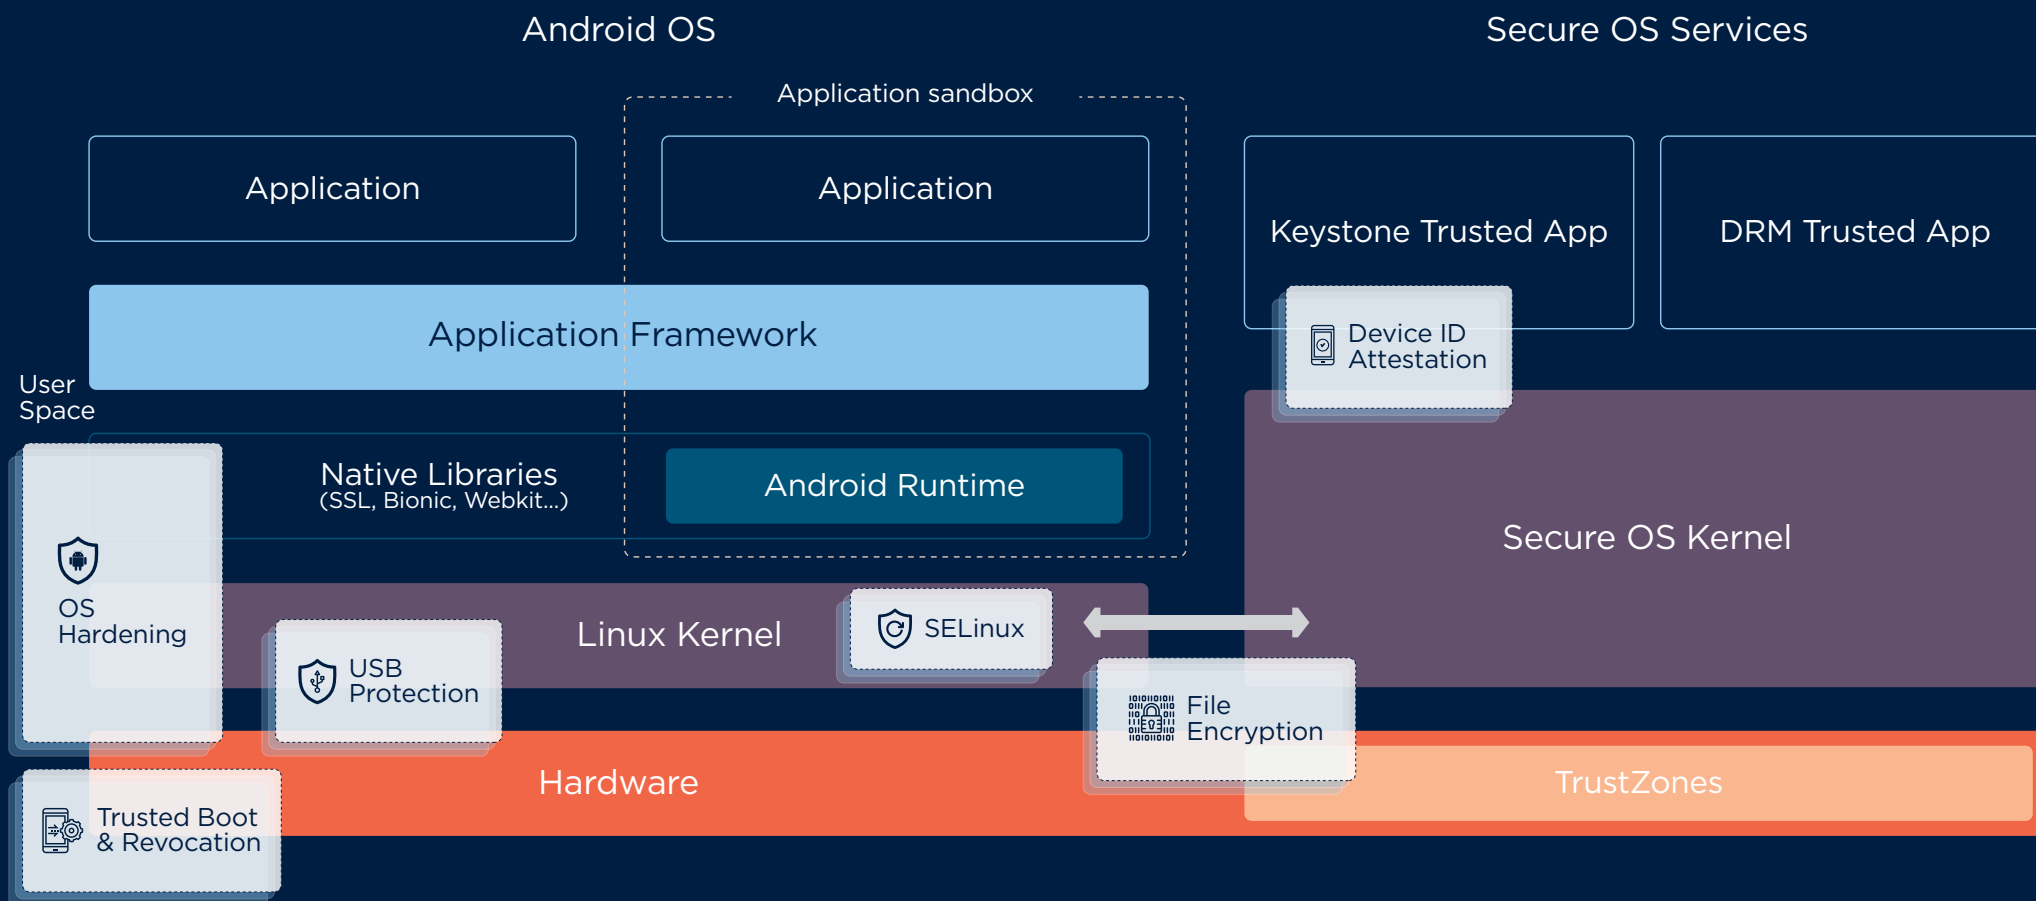 Android OS
Secure OS Services
Application sandbox
Application
Application
Keystone Trusted App
DRM Trusted App
Application Framework
Device ID
Attestation
User
Space
Native Libraries
(SSL, Bionic, Webkit...)
Android Runtime
Secure OS Kernel
OS
Hardening
Linux Kernel
SELinux
USB
Protection
File
Encryption
Hardware
TrustZones
Trusted Boot
& Revocation